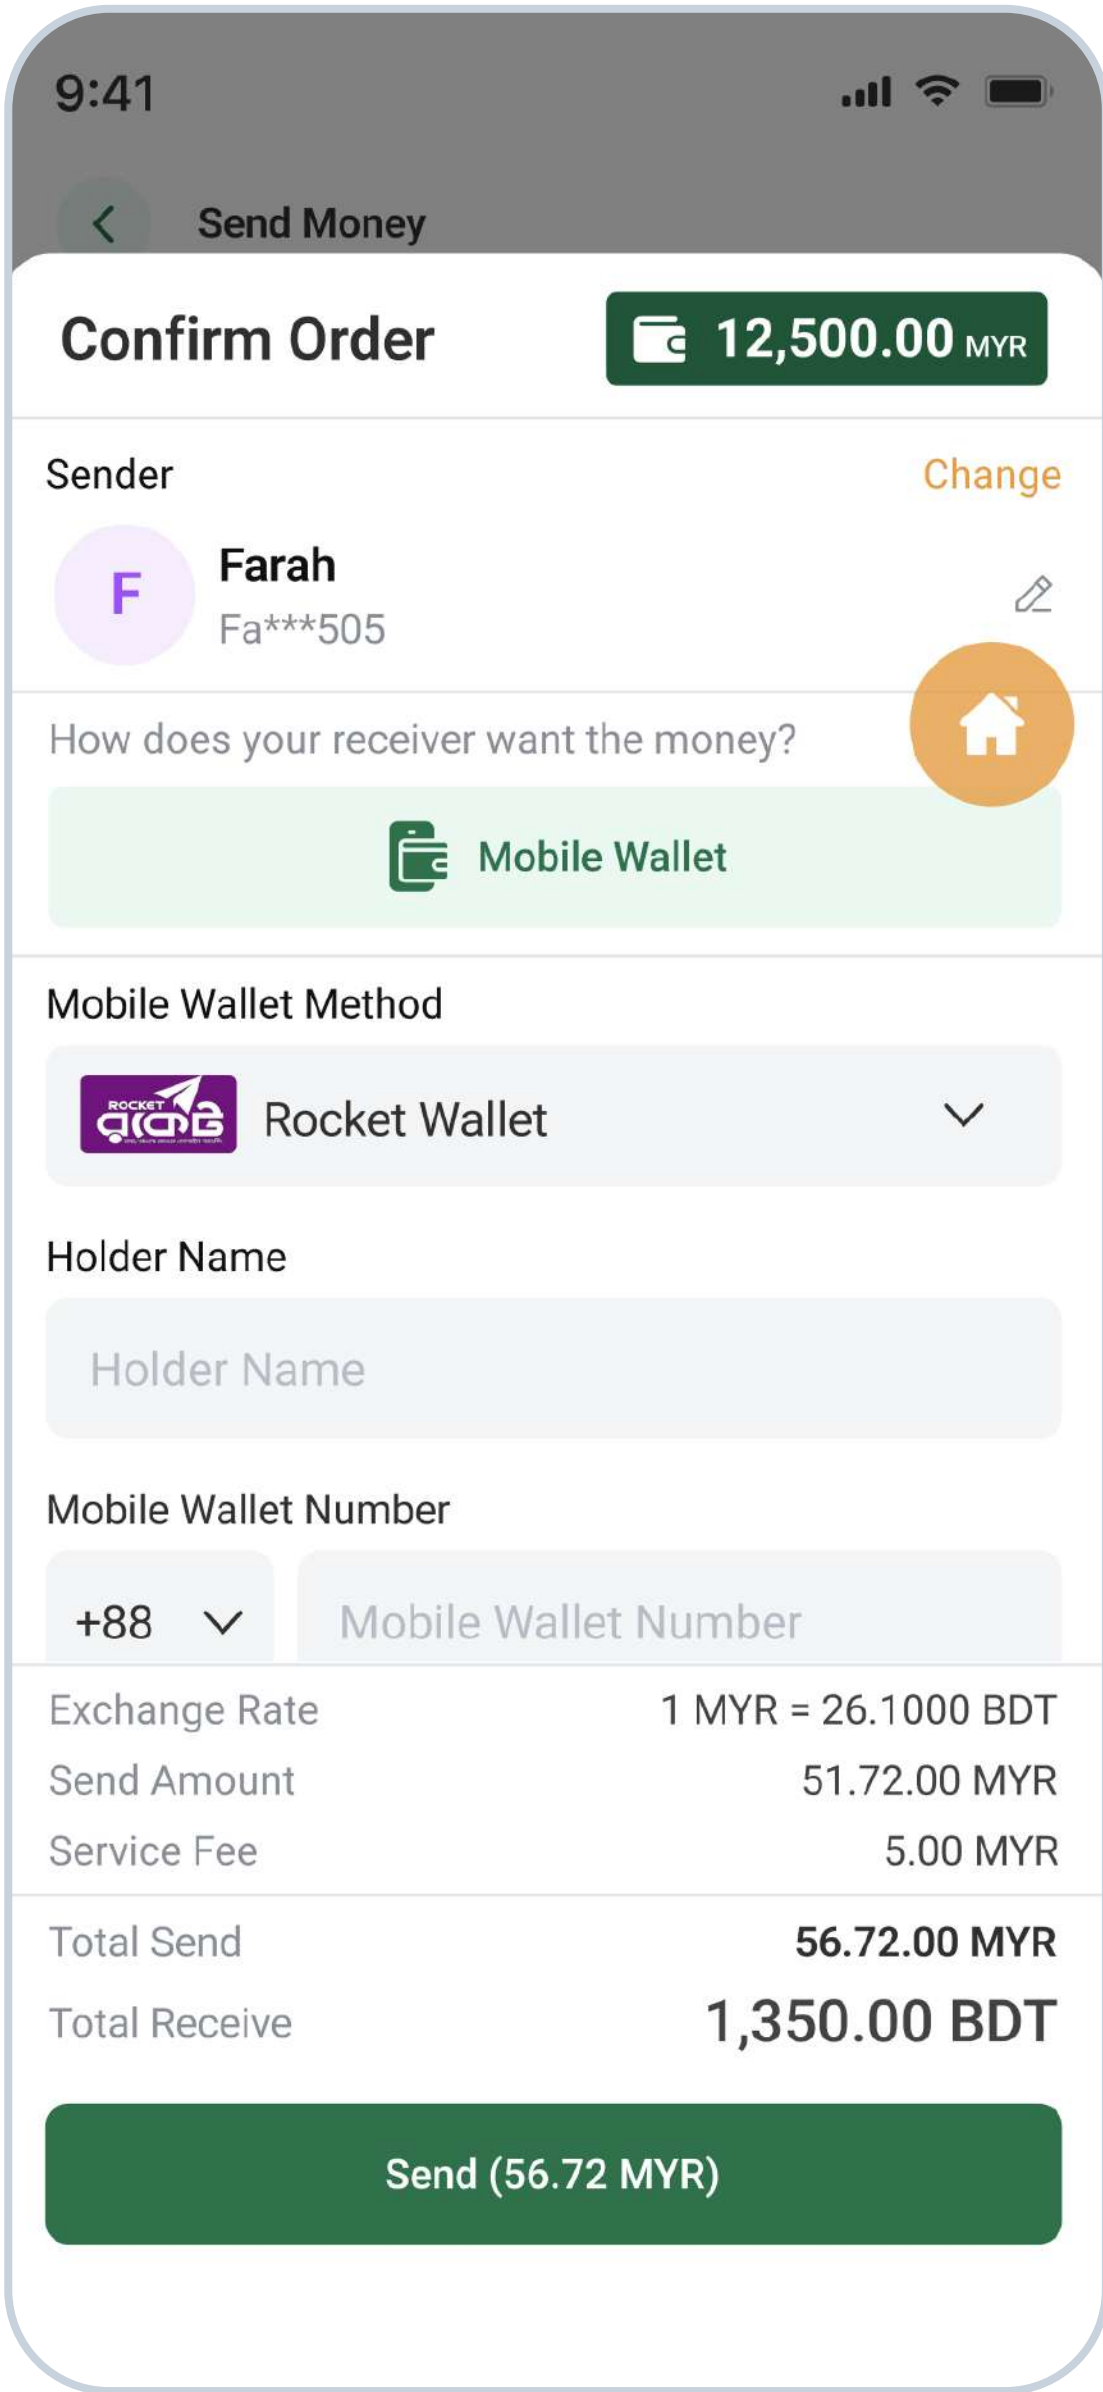 9:41
Send Money
Confirm Order
12,500.00 MYR
Sender
Change
F
Farah
Fa***505
How does your receiver want the money?
Mobile Wallet
Mobile Wallet Method
ROCKET
রকেট
Rocket Wallet
Holder Name
Holder Name
Mobile Wallet Number
+88
Mobile Wallet Number
Exchange Rate
1 MYR = 26.1000 BDT
Send Amount
51.72.00 MYR
Service Fee
5.00 MYR
Total Send
56.72.00 MYR
Total Receive
1,350.00 BDT
Send (56.72 MYR)